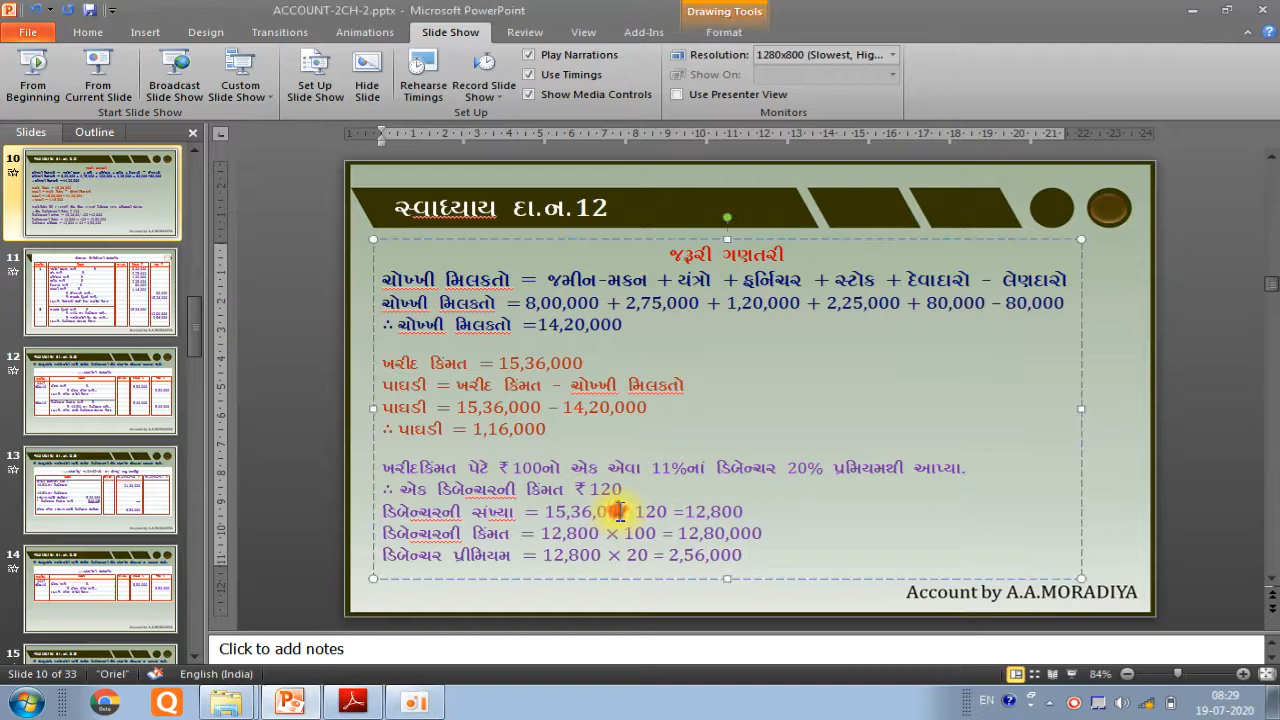 ACCOUNT-2CH-2.pptx - Microsoft PowerPoint
Drawing Tools
File Home Insert Design Transitions Animations Slide Show Review View Add-Ins Format
From Beginning
From Current Slide
Broadcast Slide Show
Custom Slide Show
Set Up Slide Show
Hide Slide
Rehearse Timings
Record Slide Show
Play Narrations
Use Timings
Show Media Controls
Resolution: 1280x800 (Slowest, Hig...
Show On:
Use Presenter View
Start Slide Show
Set Up
Monitors
Slides Outline
10
11
12
13
14
15
સ્વાધ્યાય દા.ન.12
જરૂરી ગણતરી
ચોખ્ખી મિલકતો = જમીન-મકન + યંત્રો + ફર્નિચર + સ્ટોક + દેવાદારો - લેણદારો
ચોખ્ખી મિલકતો = 8,00,000 + 2,75,000 + 1,20,000 + 2,25,000 + 80,000 - 80,000
∴ ચોખ્ખી મિલકતો =14,20,000
ખરીદ કિંમત = 15,36,000
પાઘડી = ખરીદ કિંમત - ચોખ્ખી મિલકતો
પાઘડી = 15,36,000 - 14,20,000
∴ પાઘડી = 1,16,000
ખરીદકિંમત પેટે ₹ 100નો એક એવા 11%નાં ડિબેન્ચર 20% પ્રમિયમથી આપ્યા.
∴ એક ડિબેન્ચરની કિંમત ₹ 120
ડિબેન્ચરની સંખ્યા = 15,36,000 120 =12,800
ડિબેન્ચરની કિંમત = 12,800 × 100 = 12,80,000
ડિબેન્ચર પ્રીમિયમ = 12,800 × 20 = 2,56,000
Account by A.A.MORADIYA
Click to add notes
Slide 10 of 33 "Oriel" English (India) 84%
EN 08:29
19-07-2020